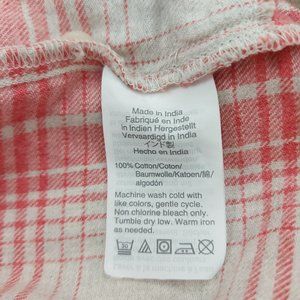 Made in India
Fabriqué en Inde
in Indien Hergestellt
Vervaardigd in India
インド製
Hecho en India
100% Cotton/Coton/
Baumwolle/Katoen/綿/
algodón
Machine wash cold with
like colors, gentle cycle.
Non chlorine bleach only.
Tumble dry low. Warm iron
as needed.